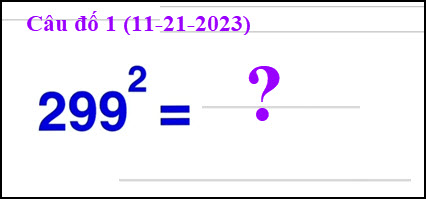 Câu đố 1 (11-21-2023)
299² = ?